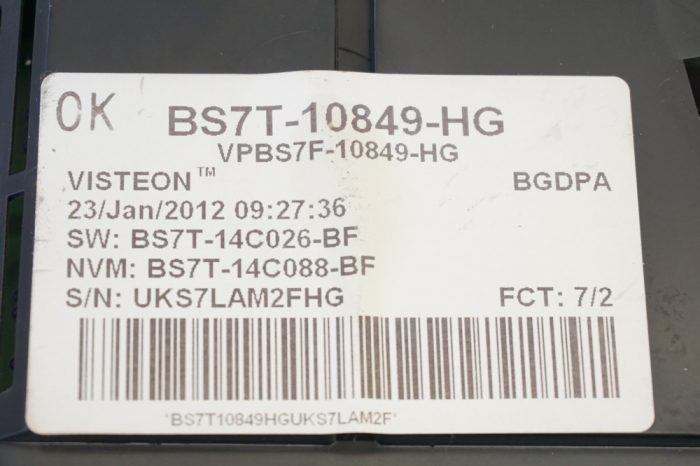 OK
BS7T-10849-HG
VPBS7F-10849-HG
VISTEON™ BGDPA
23/Jan/2012 09:27:36
SW: BS7T-14C026-BF
NVM: BS7T-14C088-BF
S/N: UKS7LAM2FHG FCT: 7/2
'BS7T10849HGUKS7LAM2F'